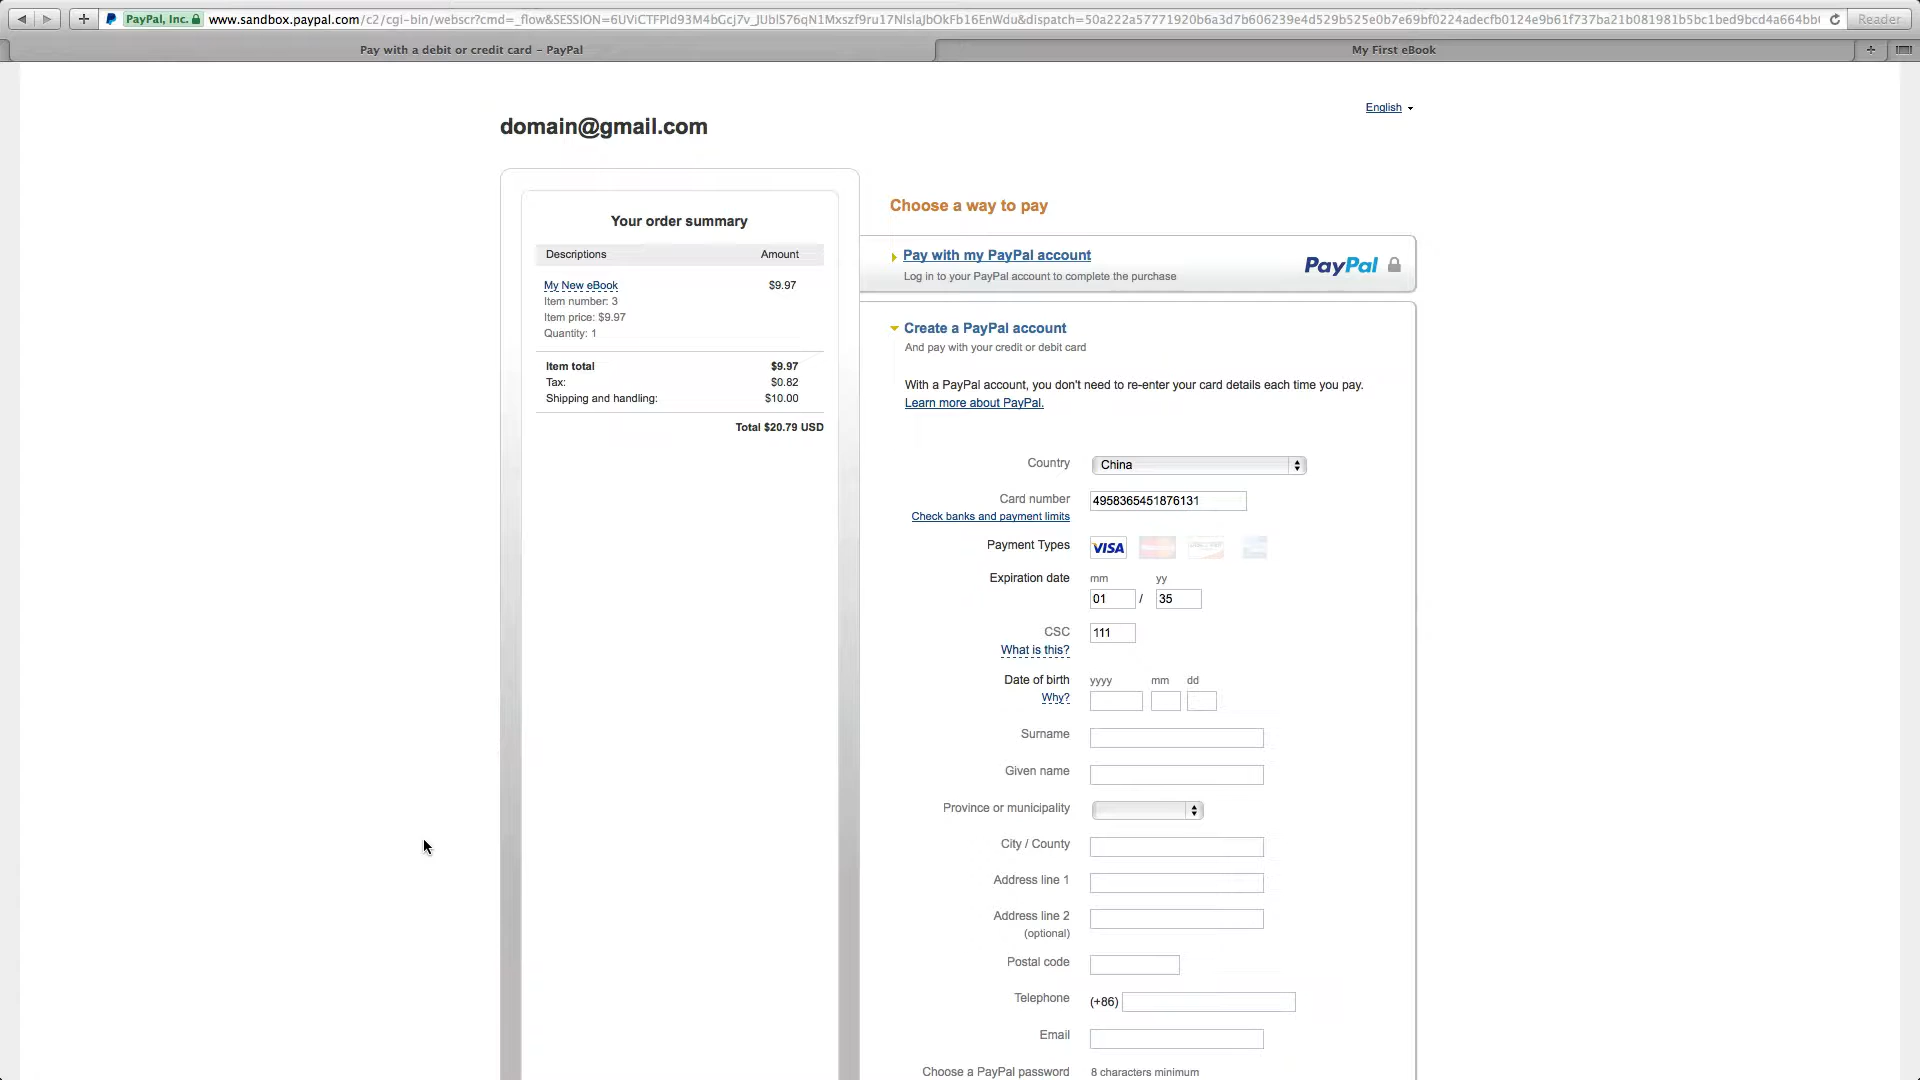 PayPal, Inc. www.sandbox.paypal.com/c2/cgi-bin/webscr?cmd=_flow&SESSION=6UViCTFPId93M4bGcj7v_JUblS76qN1Mxszf9ru17NlslaJbOkFb16EnWdu&dispatch=50a222a57771920b6a3d7b606239e4d529b525e0b7e69bf0224adecfb0124e9b61f737ba21b081981b5bc1bed9bcd4a664bb Reader
Pay with a debit or credit card – PayPal
My First eBook
English
domain@gmail.com
Your order summary
Descriptions Amount
My New eBook $9.97
Item number: 3
Item price: $9.97
Quantity: 1
Item total $9.97
Tax: $0.82
Shipping and handling: $10.00
Total $20.79 USD
Choose a way to pay
Pay with my PayPal account
Log in to your PayPal account to complete the purchase
PayPal
Create a PayPal account
And pay with your credit or debit card
With a PayPal account, you don't need to re-enter your card details each time you pay.
Learn more about PayPal.
Country China
Card number 4958365451876131
Check banks and payment limits
Payment Types VISA
Expiration date mm yy
01 / 35
CSC 111
What is this?
Date of birth yyyy mm dd
Why?
Surname
Given name
Province or municipality
City / County
Address line 1
Address line 2
(optional)
Postal code
Telephone (+86)
Email
Choose a PayPal password 8 characters minimum